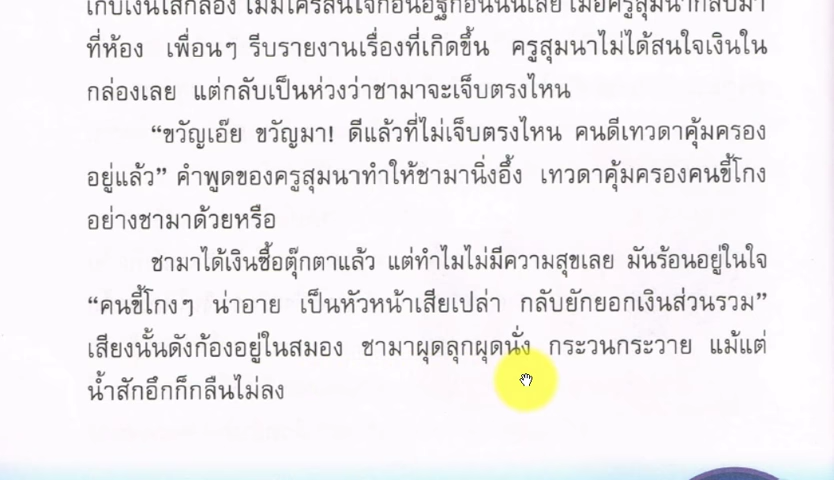 เก็บเงินใส่กล่อง ไม่มีใครสนใจก้อนอิฐก้อนนั้นเลย เมื่อครูสุมนากลับมา
ที่ห้อง เพื่อนๆ รีบรายงานเรื่องที่เกิดขึ้น ครูสุมนาไม่ได้สนใจเงินใน
กล่องเลย แต่กลับเป็นห่วงว่าชามาจะเจ็บตรงไหน
“ขวัญเอ๊ย ขวัญมา! ดีแล้วที่ไม่เจ็บตรงไหน คนดีเทวดาคุ้มครอง
อยู่แล้ว” คำพูดของครูสุมนาทำให้ชามานิ่งอึ้ง เทวดาคุ้มครองคนขี้โกง
อย่างชามาด้วยหรือ
ชามาได้เงินซื้อตุ๊กตาแล้ว แต่ทำไมไม่มีความสุขเลย มันร้อนอยู่ในใจ
“คนขี้โกงๆ น่าอาย เป็นหัวหน้าเสียเปล่า กลับยักยอกเงินส่วนรวม”
เสียงนั้นดังก้องอยู่ในสมอง ชามาผุดลุกผุดนั่ง กระวนกระวาย แม้แต่
น้ำสักอึกก็กลืนไม่ลง